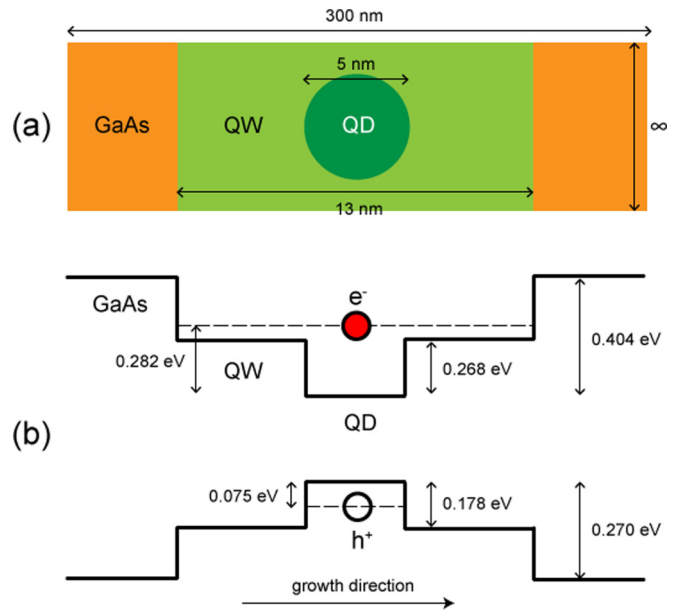 300 nm
5 nm
(a)
GaAs
QW
QD
∞
13 nm
GaAs
e⁻
0.282 eV
QW
0.268 eV
0.404 eV
QD
(b)
0.075 eV
0.178 eV
0.270 eV
h⁺
growth direction